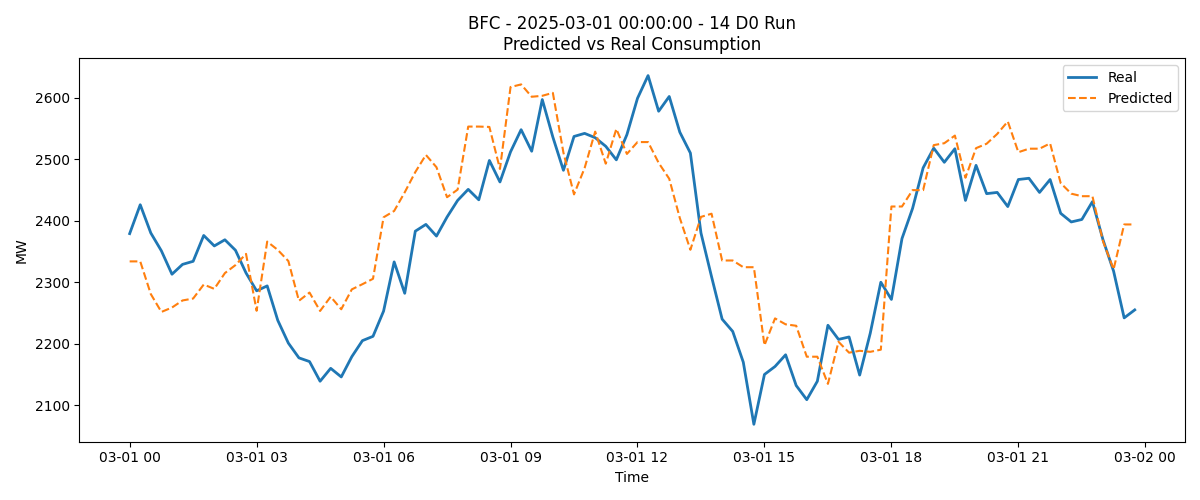 BFC - 2025-03-01 00:00:00 - 14 D0 Run
Predicted vs Real Consumption
Real
Predicted
MW
2600
2500
2400
2300
2200
2100
03-01 00
03-01 03
03-01 06
03-01 09
03-01 12
03-01 15
03-01 18
03-01 21
03-02 00
Time